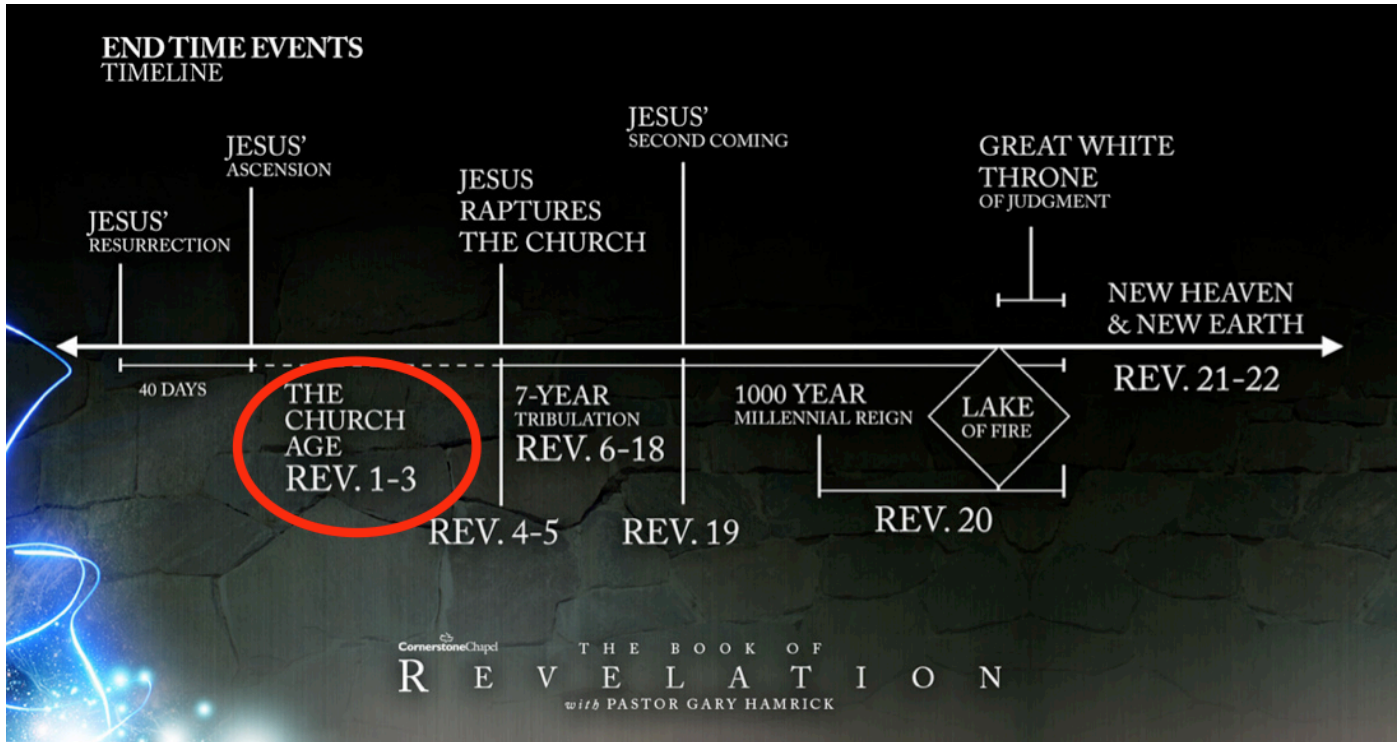 END TIME EVENTS
TIMELINE
JESUS'
RESURRECTION
JESUS'
ASCENSION
JESUS
RAPTURES
THE CHURCH
JESUS'
SECOND COMING
GREAT WHITE
THRONE
OF JUDGMENT
NEW HEAVEN
& NEW EARTH
REV. 21-22
40 DAYS
THE
CHURCH
AGE
REV. 1-3
REV. 4-5
7-YEAR
TRIBULATION
REV. 6-18
REV. 19
1000 YEAR
MILLENNIAL REIGN
REV. 20
LAKE
OF FIRE
CornerstoneChapel
THE BOOK OF
REVELATION
with PASTOR GARY HAMRICK